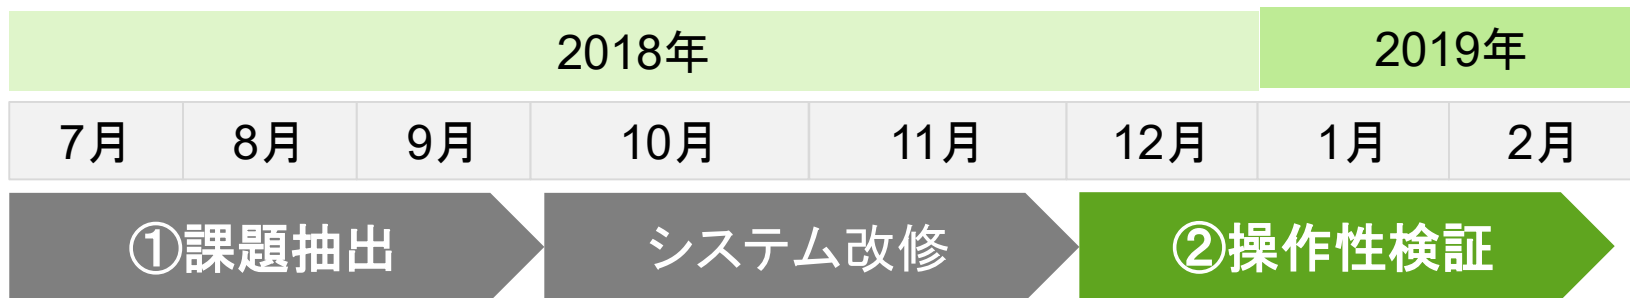 2018年 2019年
7月 8月 9月 10月 11月 12月 1月 2月
①課題抽出 システム改修 ②操作性検証